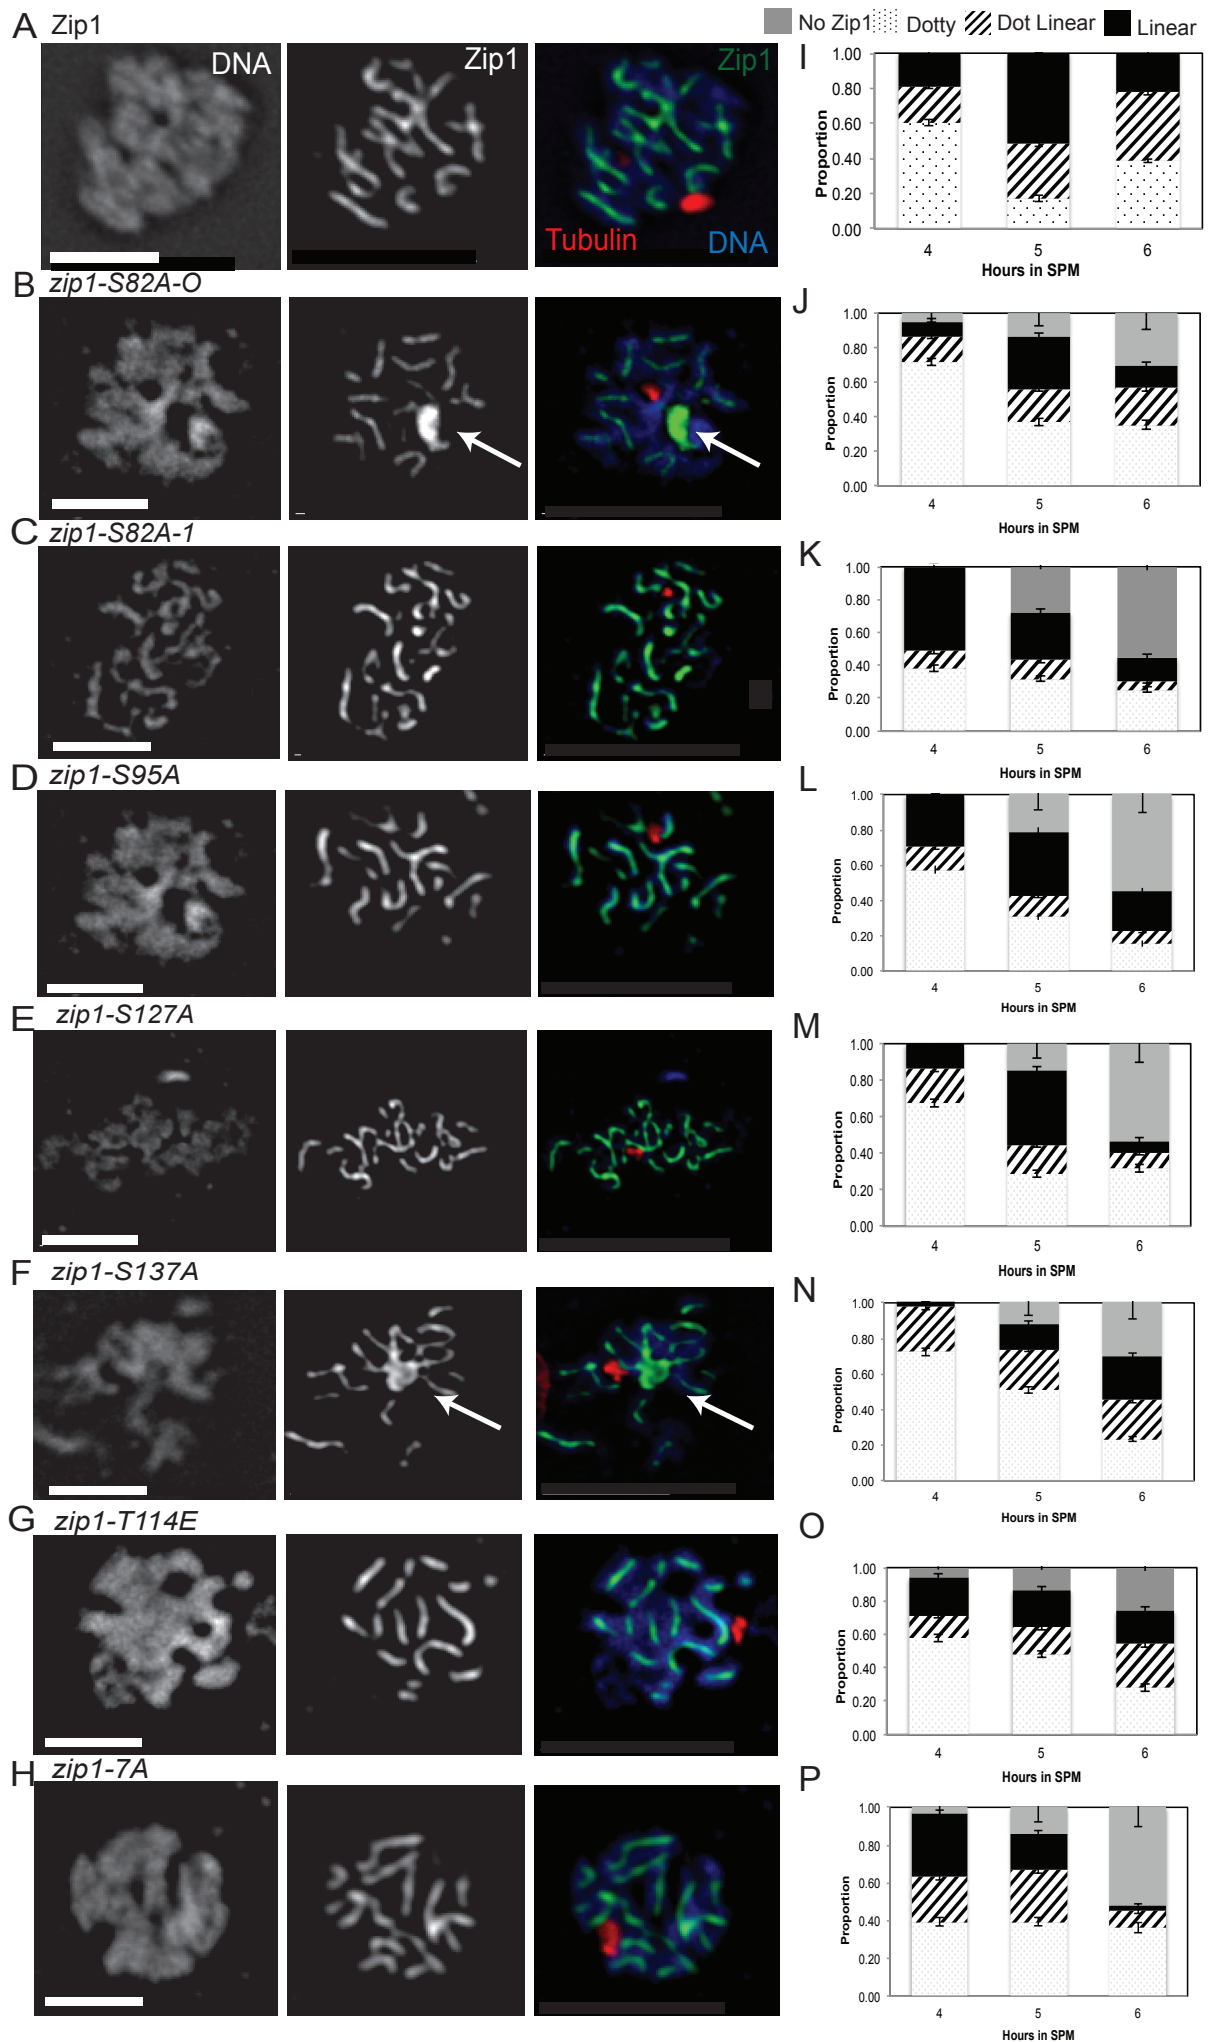 No Zip1 Dotty Dot Linear Linear
A Zip1
DNA
Zip1
Zip1
Tubulin DNA
I
Proportion
1.00
0.80
0.60
0.40
0.20
0.00
4 5 6
Hours in SPM
B zip1-S82A-O
J
Proportion
1.00
0.80
0.60
0.40
0.20
0.00
4 5 6
Hours in SPM
C zip1-S82A-1
K
Proportion
1.00
0.80
0.60
0.40
0.20
0.00
4 5 6
Hours in SPM
D zip1-S95A
L
Proportion
1.00
0.80
0.60
0.40
0.20
0.00
4 5 6
Hours in SPM
E zip1-S127A
M
Proportion
1.00
0.80
0.60
0.40
0.20
0.00
4 5 6
Hours in SPM
F zip1-S137A
N
Proportion
1.00
0.80
0.60
0.40
0.20
0.00
4 5 6
Hours in SPM
G zip1-T114E
O
Proportion
1.00
0.80
0.60
0.40
0.20
0.00
4 5 6
Hours in SPM
H zip1-7A
P
Proportion
1.00
0.80
0.60
0.40
0.20
0.00
4 5 6
Hours in SPM